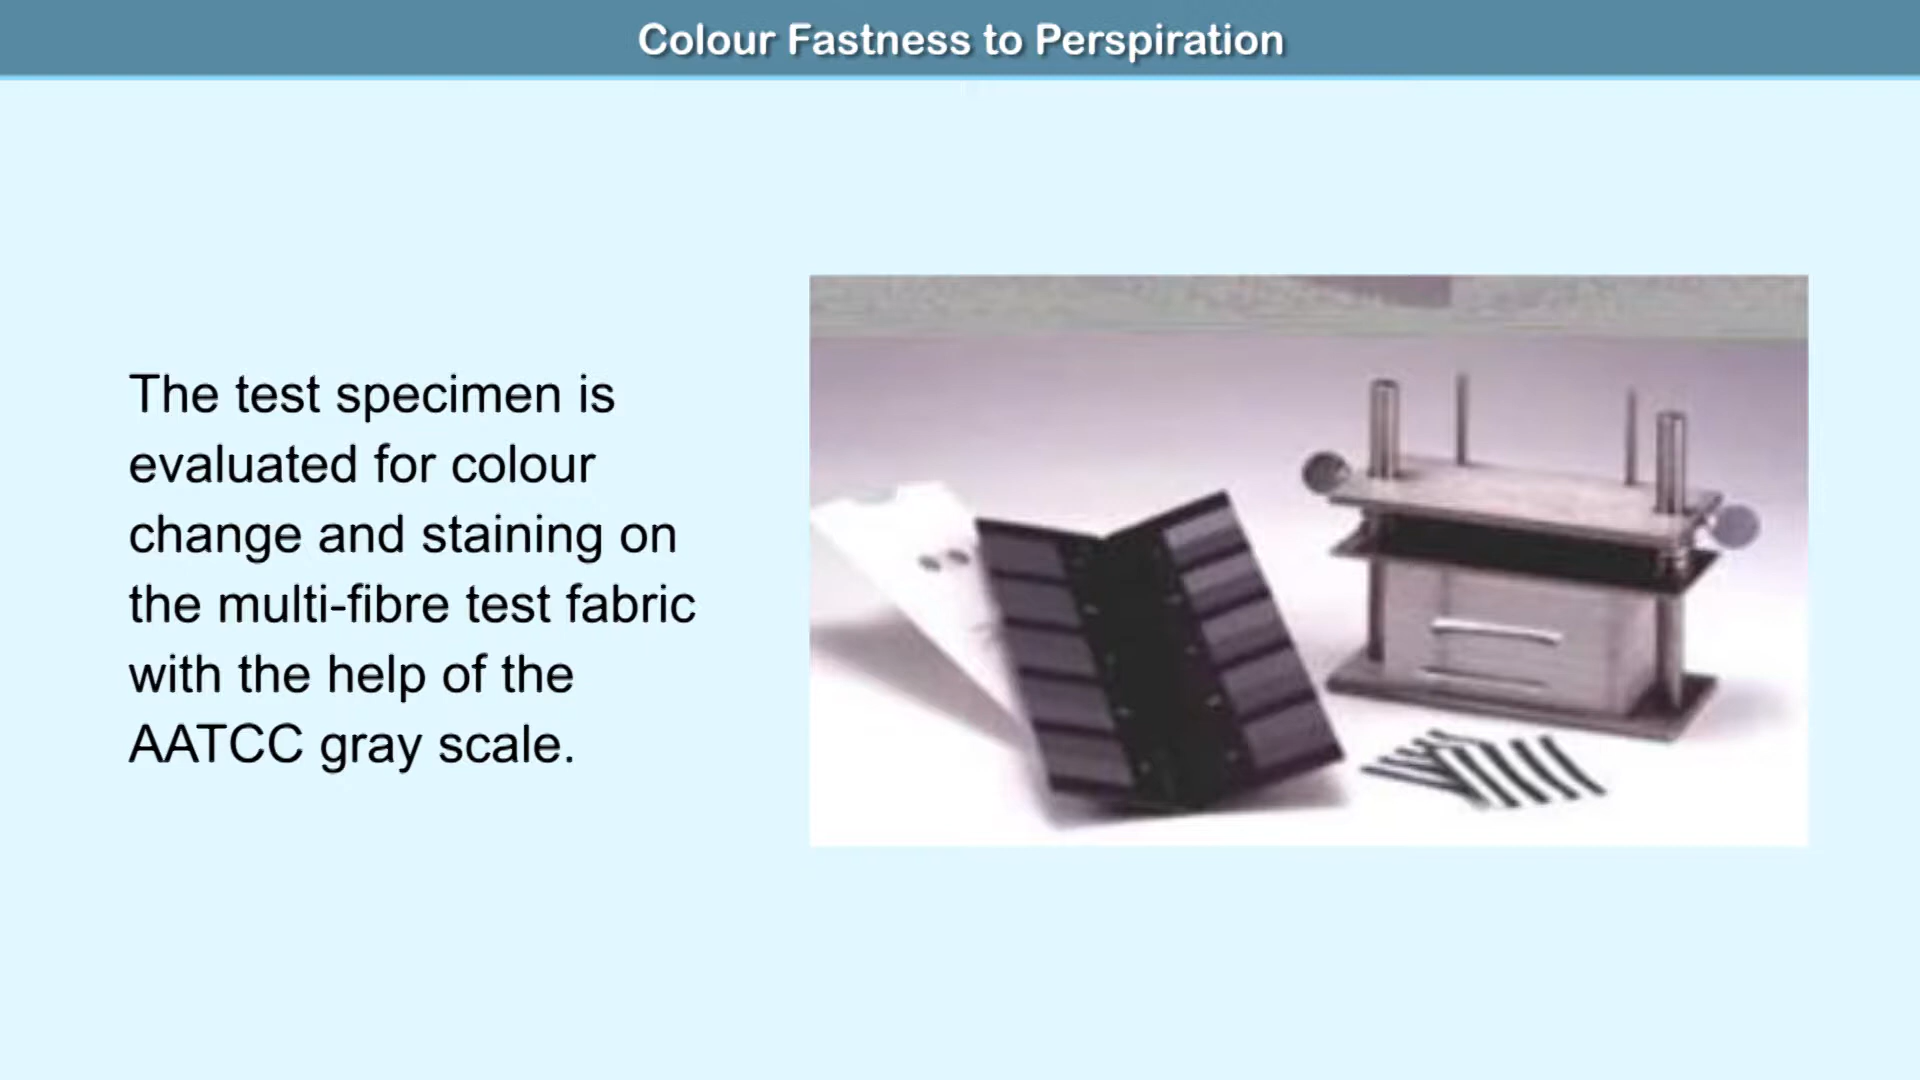 Colour Fastness to Perspiration
The test specimen is
evaluated for colour
change and staining on
the multi-fibre test fabric
with the help of the
AATCC gray scale.